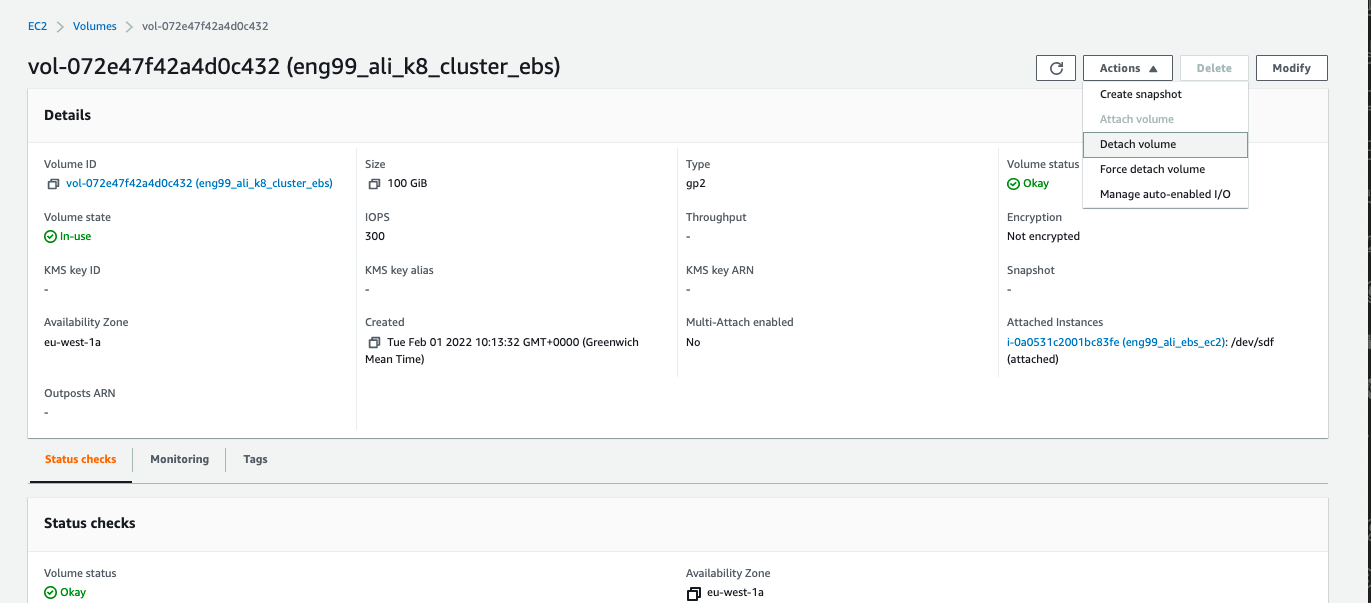 EC2 > Volumes > vol-072e47f42a4d0c432
vol-072e47f42a4d0c432 (eng99_ali_k8_cluster_ebs)
Actions ▲
Delete
Modify
Create snapshot
Attach volume
Detach volume
Force detach volume
Manage auto-enabled I/O
Details
Volume ID
vol-072e47f42a4d0c432 (eng99_ali_k8_cluster_ebs)
Size
100 GiB
Type
gp2
Volume status
Okay
Volume state
In-use
IOPS
300
Throughput
-
Encryption
Not encrypted
KMS key ID
-
KMS key alias
-
KMS key ARN
-
Snapshot
-
Availability Zone
eu-west-1a
Created
Tue Feb 01 2022 10:13:32 GMT+0000 (Greenwich
Mean Time)
Multi-Attach enabled
No
Attached Instances
i-0a0531c2001bc83fe (eng99_ali_ebs_ec2): /dev/sdf
(attached)
Outposts ARN
-
Status checks
Monitoring
Tags
Status checks
Volume status
Okay
Availability Zone
eu-west-1a